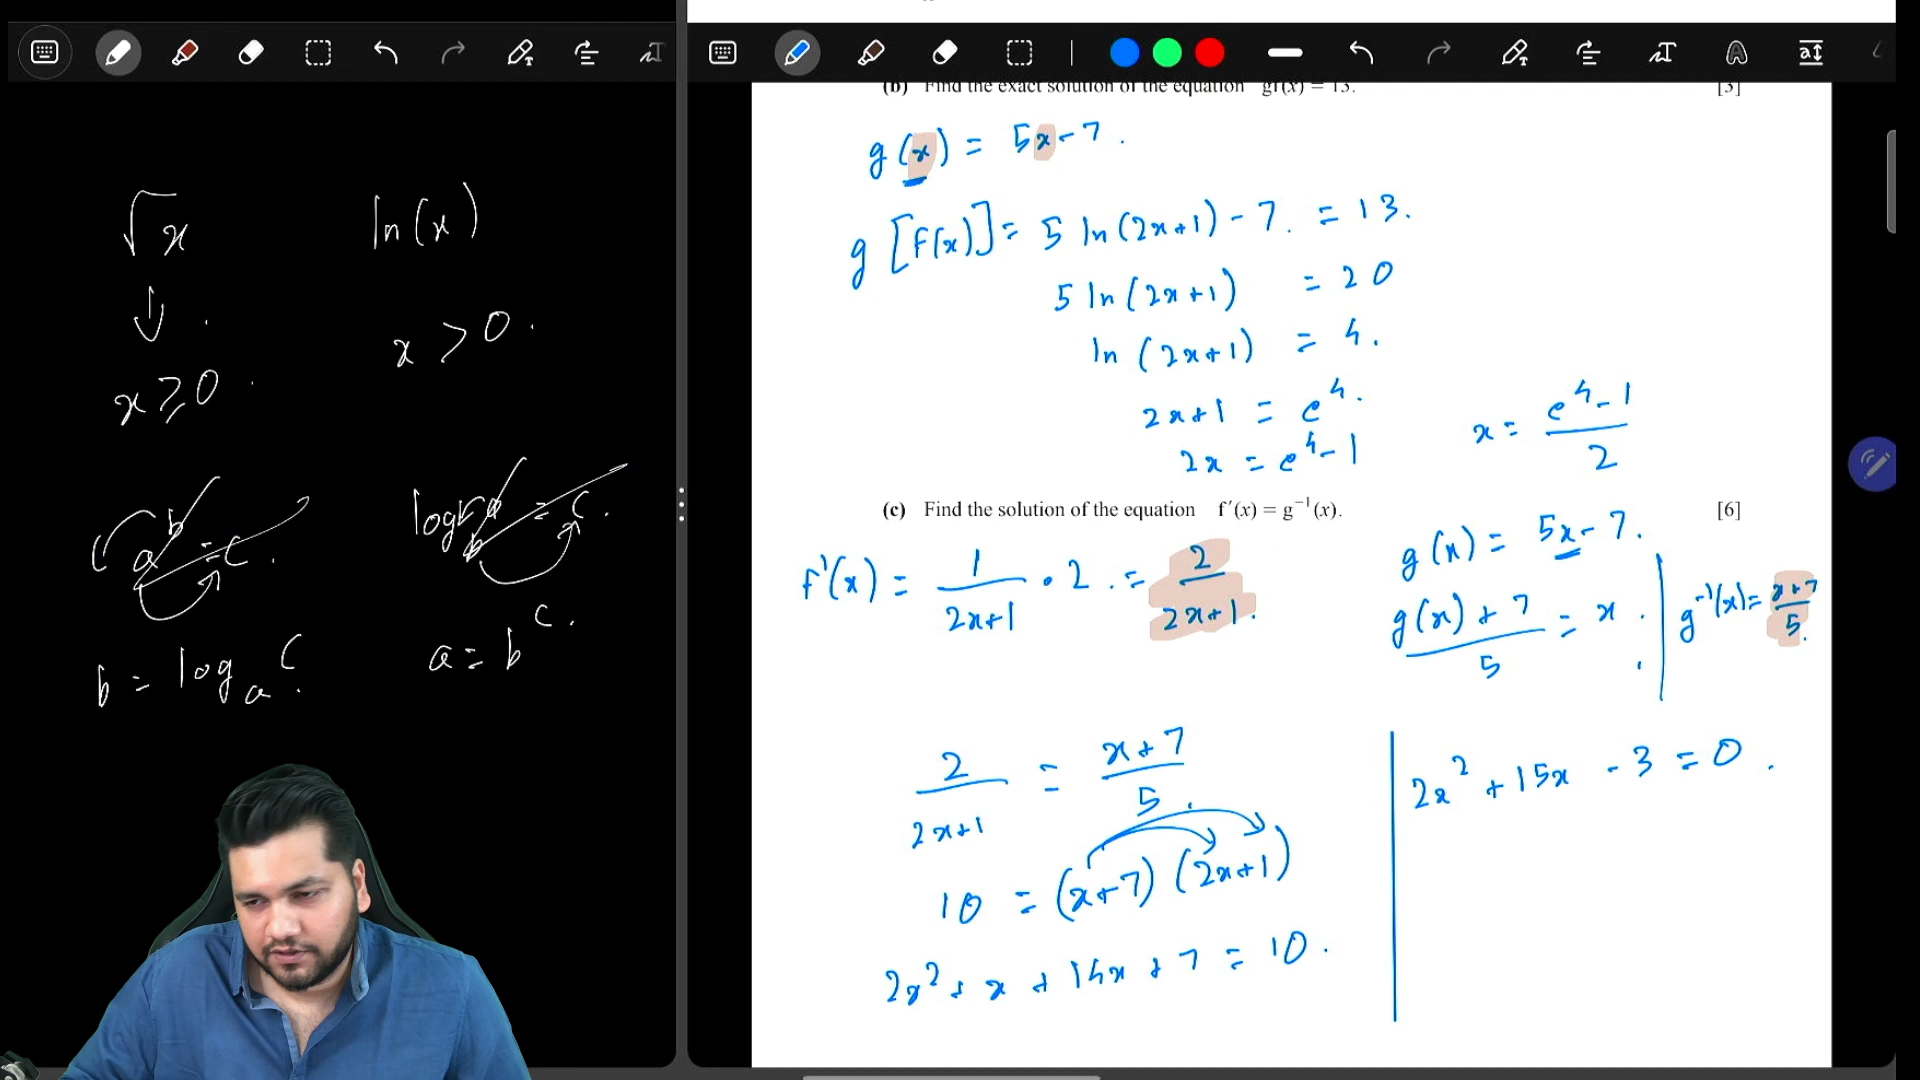 √x
ln(x)
↓ .
x ≥ 0 .
x > 0 .
a^b = c .
b = log_a c .
a = b^c .
(b) Find the exact solution of the equation gf(x) = 13. [3]
g(x) = 5x - 7 .
g[f(x)] = 5 ln(2x+1) - 7 . = 13 .
5 ln(2x+1) = 20
ln(2x+1) = 4 .
2x+1 = e^4 .
2x = e^4 - 1
x = (e^4 - 1)/2
(c) Find the solution of the equation f′(x) = g⁻¹(x). [6]
f'(x) = 1/(2x+1) • 2 . = 2/(2x+1) .
g(x) = 5x - 7 .
(g(x) + 7)/5 = x .
g⁻¹(x) = (x+7)/5 .
2/(2x+1) = (x+7)/5 .
10 = (x+7)(2x+1)
2x² + x + 14x + 7 = 10 .
2x² + 15x - 3 = 0 .